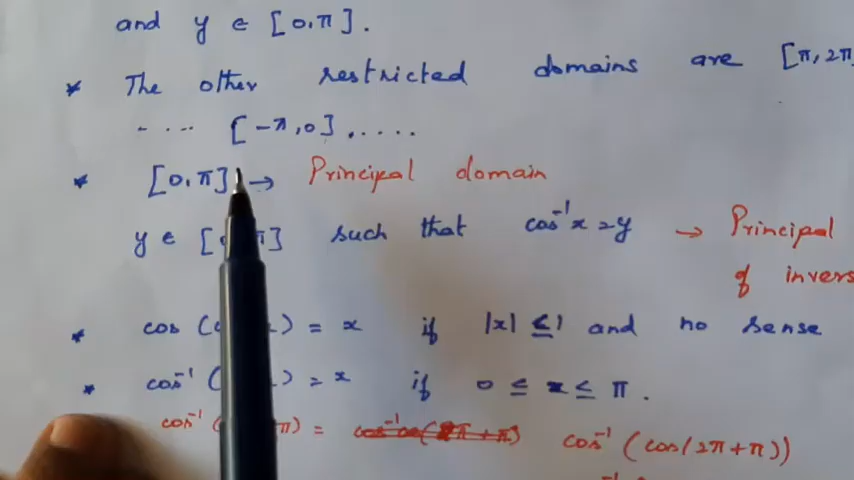 and y ∈ [0,π].
* The other restricted domains are [π, 2π
.... [-π,0], .....
* [0,π] → Principal domain
y ∈ [ π] such that cos⁻¹x=y → Principal
of invers
* cos ( ) = x if |x| ≤ 1 and no sense
* cos⁻¹ ( ) = x if 0 ≤ x ≤ π.
cos⁻¹ ( π) = cos⁻¹ (cos(2π+π))